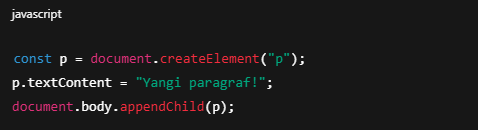 javascript
const p = document.createElement("p");
p.textContent = "Yangi paragraf!";
document.body.appendChild(p);